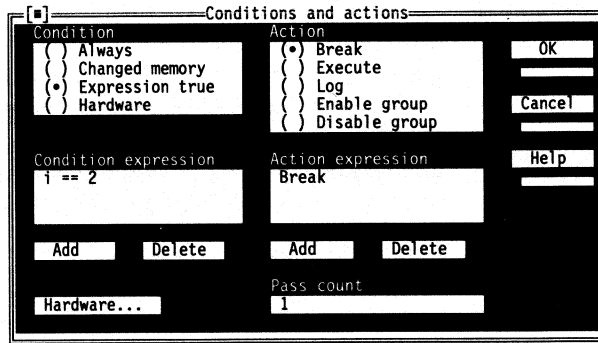 [■] Conditions and actions
Condition
( ) Always
( ) Changed memory
(•) Expression true
( ) Hardware
Action
(•) Break
( ) Execute
( ) Log
( ) Enable group
( ) Disable group
OK
Cancel
Help
Condition expression
i == 2
Action expression
Break
Add
Delete
Add
Delete
Hardware...
Pass count
1